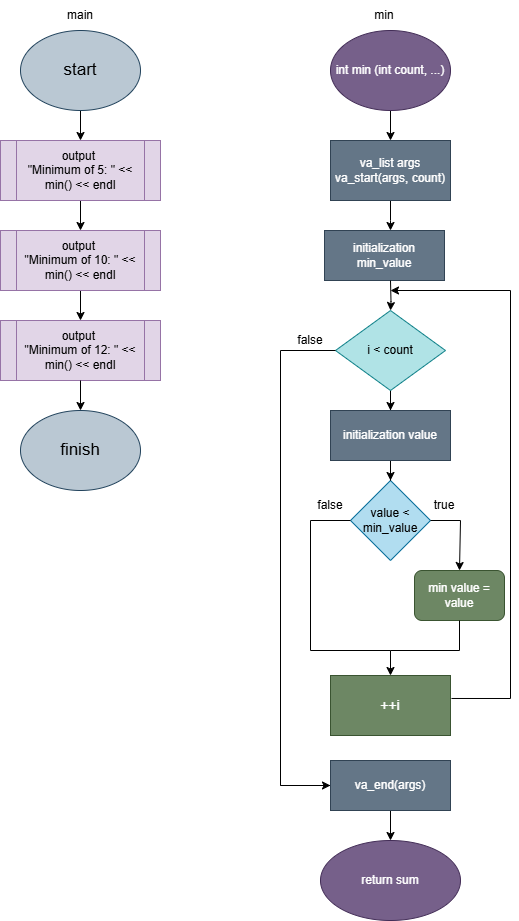 main
start
output
"Minimum of 5: " <<
min() << endl
output
"Minimum of 10: " <<
min() << endl
output
"Minimum of 12: " <<
min() << endl
finish
min
int min (int count, ...)
va_list args
va_start(args, count)
initialization
min_value
i < count
false
initialization value
value <
min_value
false
true
min value =
value
++i
va_end(args)
return sum